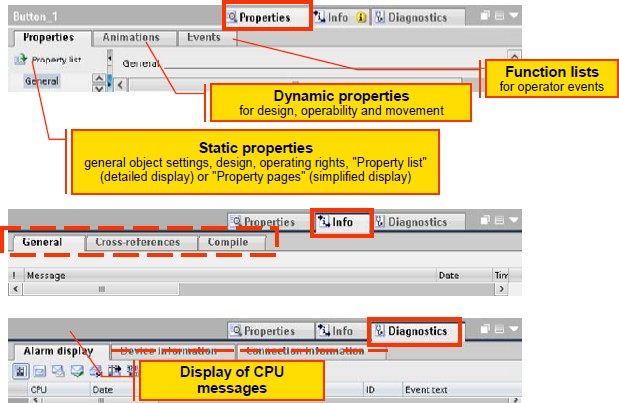 Button_1
Properties Info Diagnostics
Properties Animations Events
Property list
General
General
Function lists
for operator events
Dynamic properties
for design, operability and movement
Static properties
general object settings, design, operating rights, "Property list"
(detailed display) or "Property pages" (simplified display)
Properties Info Diagnostics
General Cross-references Compile
! Message Date Tim
Properties Info Diagnostics
Alarm display Device information Connection information
Display of CPU
messages
CPU Date ID Event text